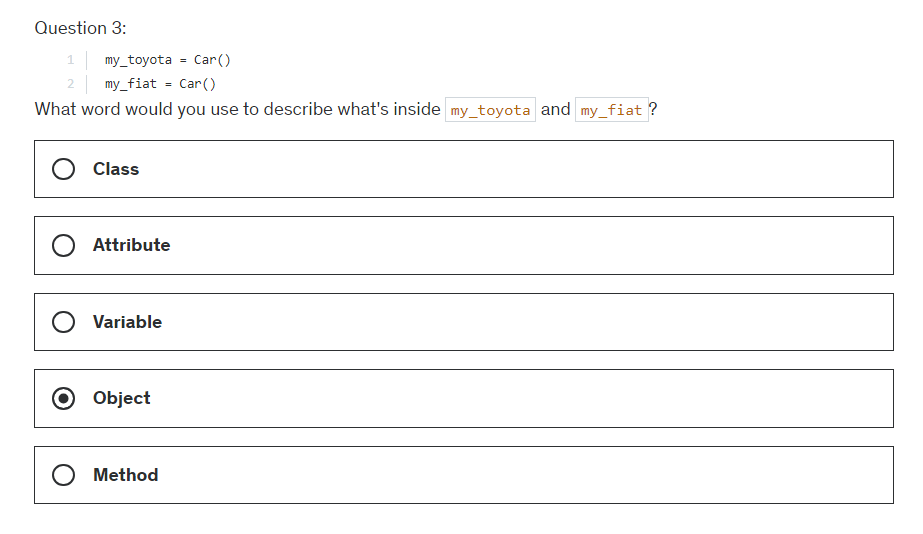 Question 3:
1 my_toyota = Car()
2 my_fiat = Car()
What word would you use to describe what's inside my_toyota and my_fiat?
Class
Attribute
Variable
Object
Method